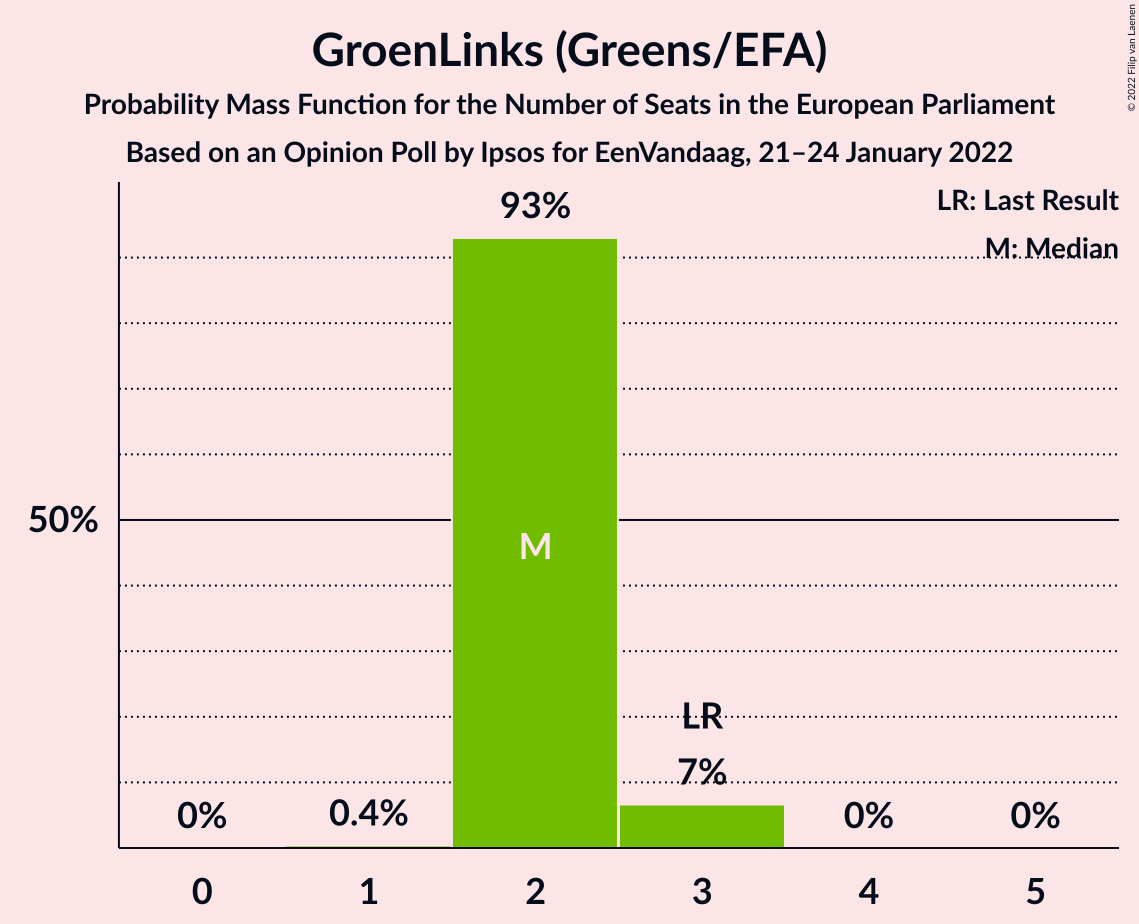 GroenLinks (Greens/EFA)
Probability Mass Function for the Number of Seats in the European Parliament
Based on an Opinion Poll by Ipsos for EenVandaag, 21–24 January 2022
© 2022 Filip van Laenen
LR: Last Result
M: Median
93%
50%
M
LR
7%
0%
0.4%
0%
0%
0
1
2
3
4
5